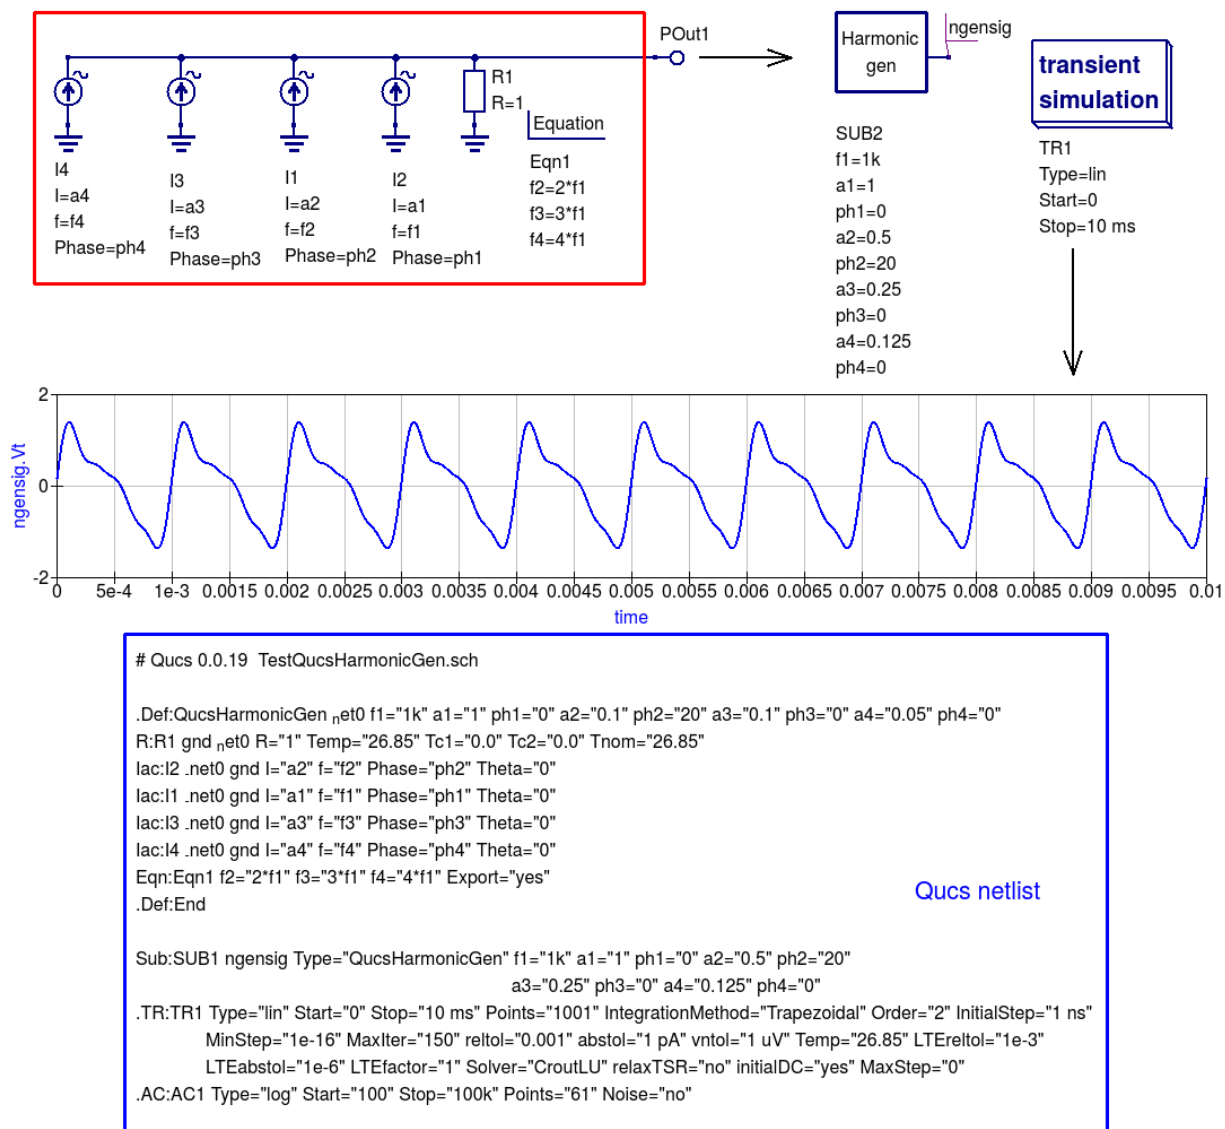 POut1
ngensig
Harmonic
gen
transient
simulation
R1
R=1
Equation
I4
I=a4
f=f4
Phase=ph4
I3
I=a3
f=f3
Phase=ph3
I1
I=a2
f=f2
Phase=ph2
I2
I=a1
f=f1
Phase=ph1
Eqn1
f2=2*f1
f3=3*f1
f4=4*f1
SUB2
f1=1k
a1=1
ph1=0
a2=0.5
ph2=20
a3=0.25
ph3=0
a4=0.125
ph4=0
TR1
Type=lin
Start=0
Stop=10 ms
2
0
-2
ngensig.Vt
0 5e-4 1e-3 0.0015 0.002 0.0025 0.003 0.0035 0.004 0.0045 0.005 0.0055 0.006 0.0065 0.007 0.0075 0.008 0.0085 0.009 0.0095 0.01
time
# Qucs 0.0.19 TestQucsHarmonicGen.sch
.Def:QucsHarmonicGen net0 f1="1k" a1="1" ph1="0" a2="0.1" ph2="20" a3="0.1" ph3="0" a4="0.05" ph4="0"
R:R1 gnd net0 R="1" Temp="26.85" Tc1="0.0" Tc2="0.0" Tnom="26.85"
Iac:I2 _net0 gnd I="a2" f="f2" Phase="ph2" Theta="0"
Iac:I1 _net0 gnd I="a1" f="f1" Phase="ph1" Theta="0"
Iac:I3 _net0 gnd I="a3" f="f3" Phase="ph3" Theta="0"
Iac:I4 _net0 gnd I="a4" f="f4" Phase="ph4" Theta="0"
Eqn:Eqn1 f2="2*f1" f3="3*f1" f4="4*f1" Export="yes"
.Def:End
Qucs netlist
Sub:SUB1 ngensig Type="QucsHarmonicGen" f1="1k" a1="1" ph1="0" a2="0.5" ph2="20"
a3="0.25" ph3="0" a4="0.125" ph4="0"
.TR:TR1 Type="lin" Start="0" Stop="10 ms" Points="1001" IntegrationMethod="Trapezoidal" Order="2" InitialStep="1 ns"
MinStep="1e-16" MaxIter="150" reltol="0.001" abstol="1 pA" vntol="1 uV" Temp="26.85" LTEreltol="1e-3"
LTEabstol="1e-6" LTEfactor="1" Solver="CroutLU" relaxTSR="no" initialDC="yes" MaxStep="0"
.AC:AC1 Type="log" Start="100" Stop="100k" Points="61" Noise="no"